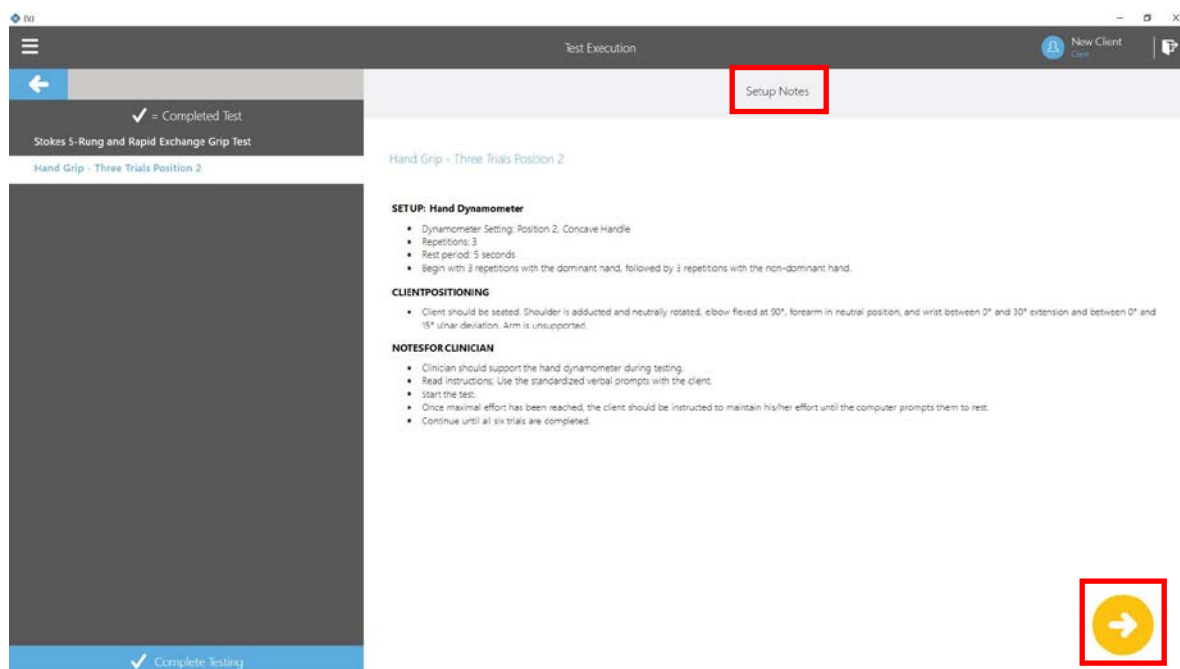 (V)
Test Execution
New Client
Client
Setup Notes
✓ = Completed Test
Stokes 5-Rung and Rapid Exchange Grip Test
Hand Grip - Three Trials Position 2
Hand Grip - Three Trials Position 2
SETUP: Hand Dynamometer
• Dynamometer Setting: Position 2, Concave Handle
• Repetitions: 3
• Rest period: 5 seconds
• Begin with 3 repetitions with the dominant hand, followed by 3 repetitions with the non-dominant hand.
CLIENTPOSITIONING
• Client should be seated. Shoulder is adducted and neutrally rotated, elbow flexed at 90°, forearm in neutral position, and wrist between 0° and 30° extension and between 0° and
15° ulnar deviation. Arm is unsupported.
NOTESFORCLINICIAN
• Clinician should support the hand dynamometer during testing.
• Read instructions; Use the standardized verbal prompts with the client.
• Start the test.
• Once maximal effort has been reached, the client should be instructed to maintain his/her effort until the computer prompts them to rest.
• Continue until all six trials are completed.
✓ Complete Testing